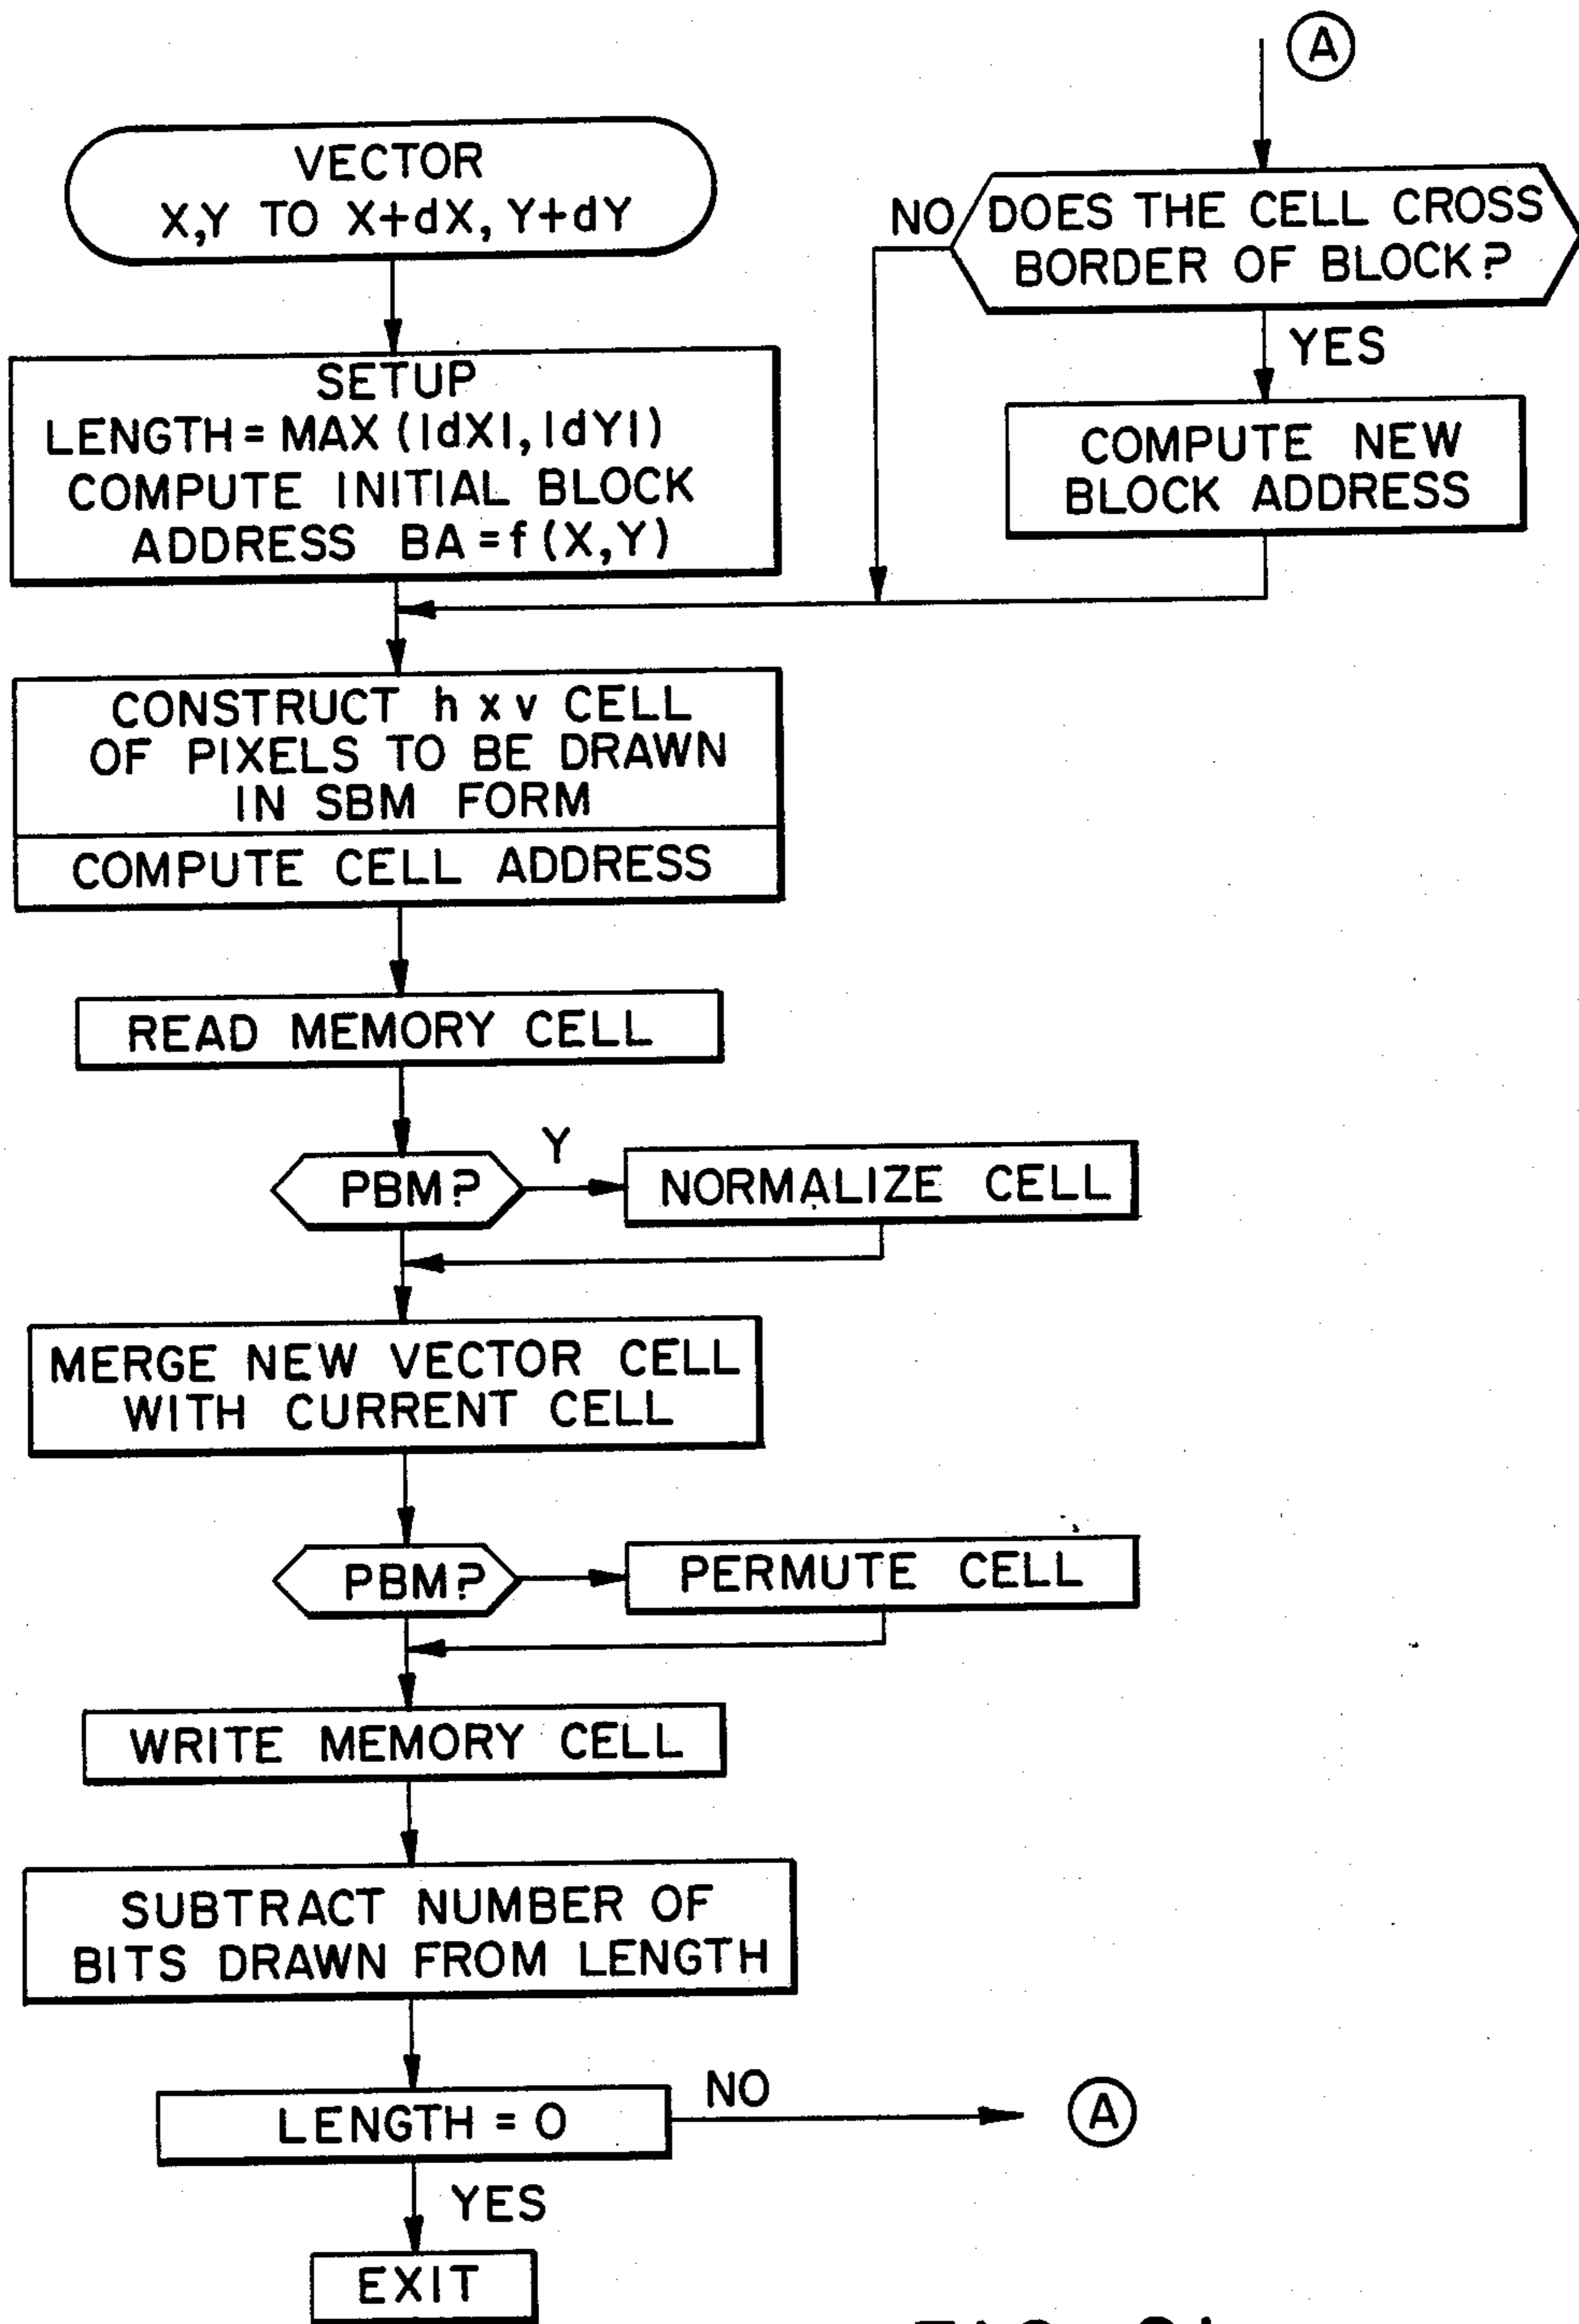 VECTOR
X,Y TO X+dX, Y+dY
SETUP
LENGTH = MAX (|dX|, |dY|)
COMPUTE INITIAL BLOCK
ADDRESS BA = f (X,Y)
CONSTRUCT h x v CELL
OF PIXELS TO BE DRAWN
IN SBM FORM
COMPUTE CELL ADDRESS
READ MEMORY CELL
PBM?
Y
NORMALIZE CELL
MERGE NEW VECTOR CELL
WITH CURRENT CELL
PBM?
PERMUTE CELL
WRITE MEMORY CELL
SUBTRACT NUMBER OF
BITS DRAWN FROM LENGTH
LENGTH = 0
NO
A
YES
EXIT
A
DOES THE CELL CROSS
BORDER OF BLOCK?
NO
YES
COMPUTE NEW
BLOCK ADDRESS